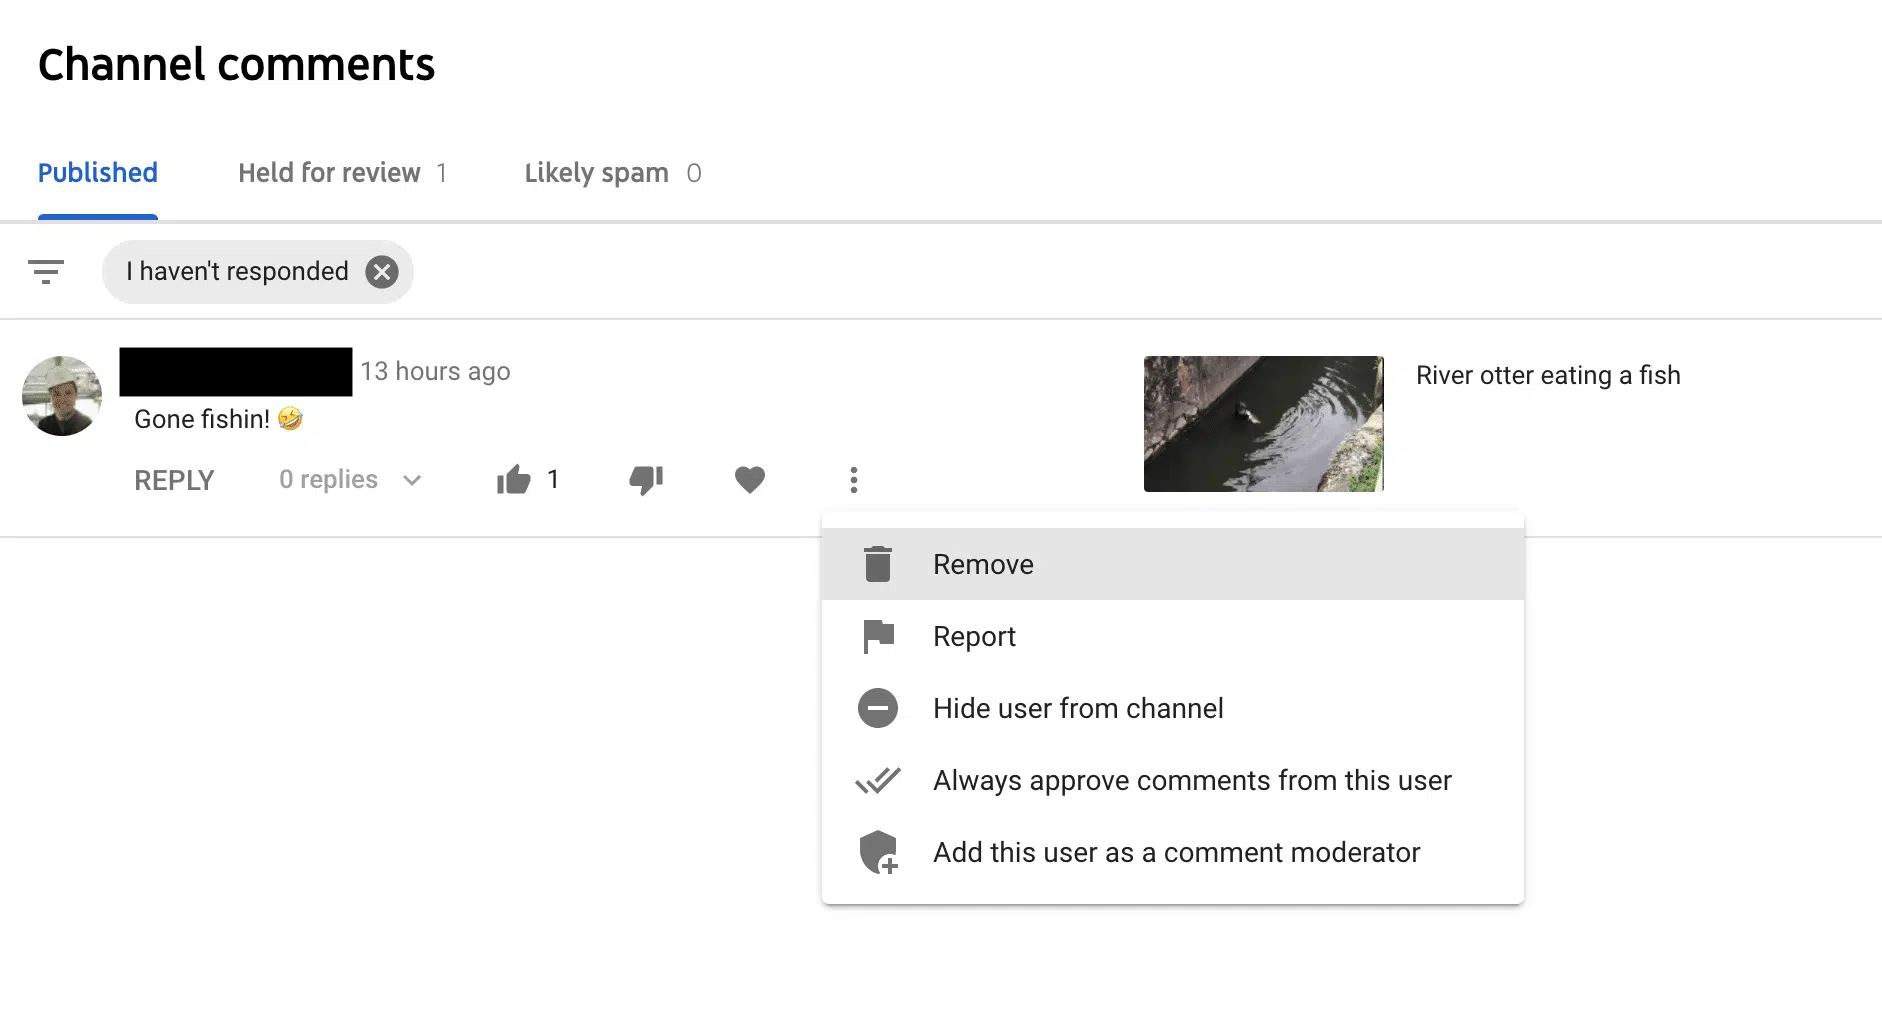 Channel comments
Published Held for review 1 Likely spam 0
I haven't responded
13 hours ago
Gone fishin! 🤣
REPLY 0 replies 1
River otter eating a fish
Remove
Report
Hide user from channel
Always approve comments from this user
Add this user as a comment moderator